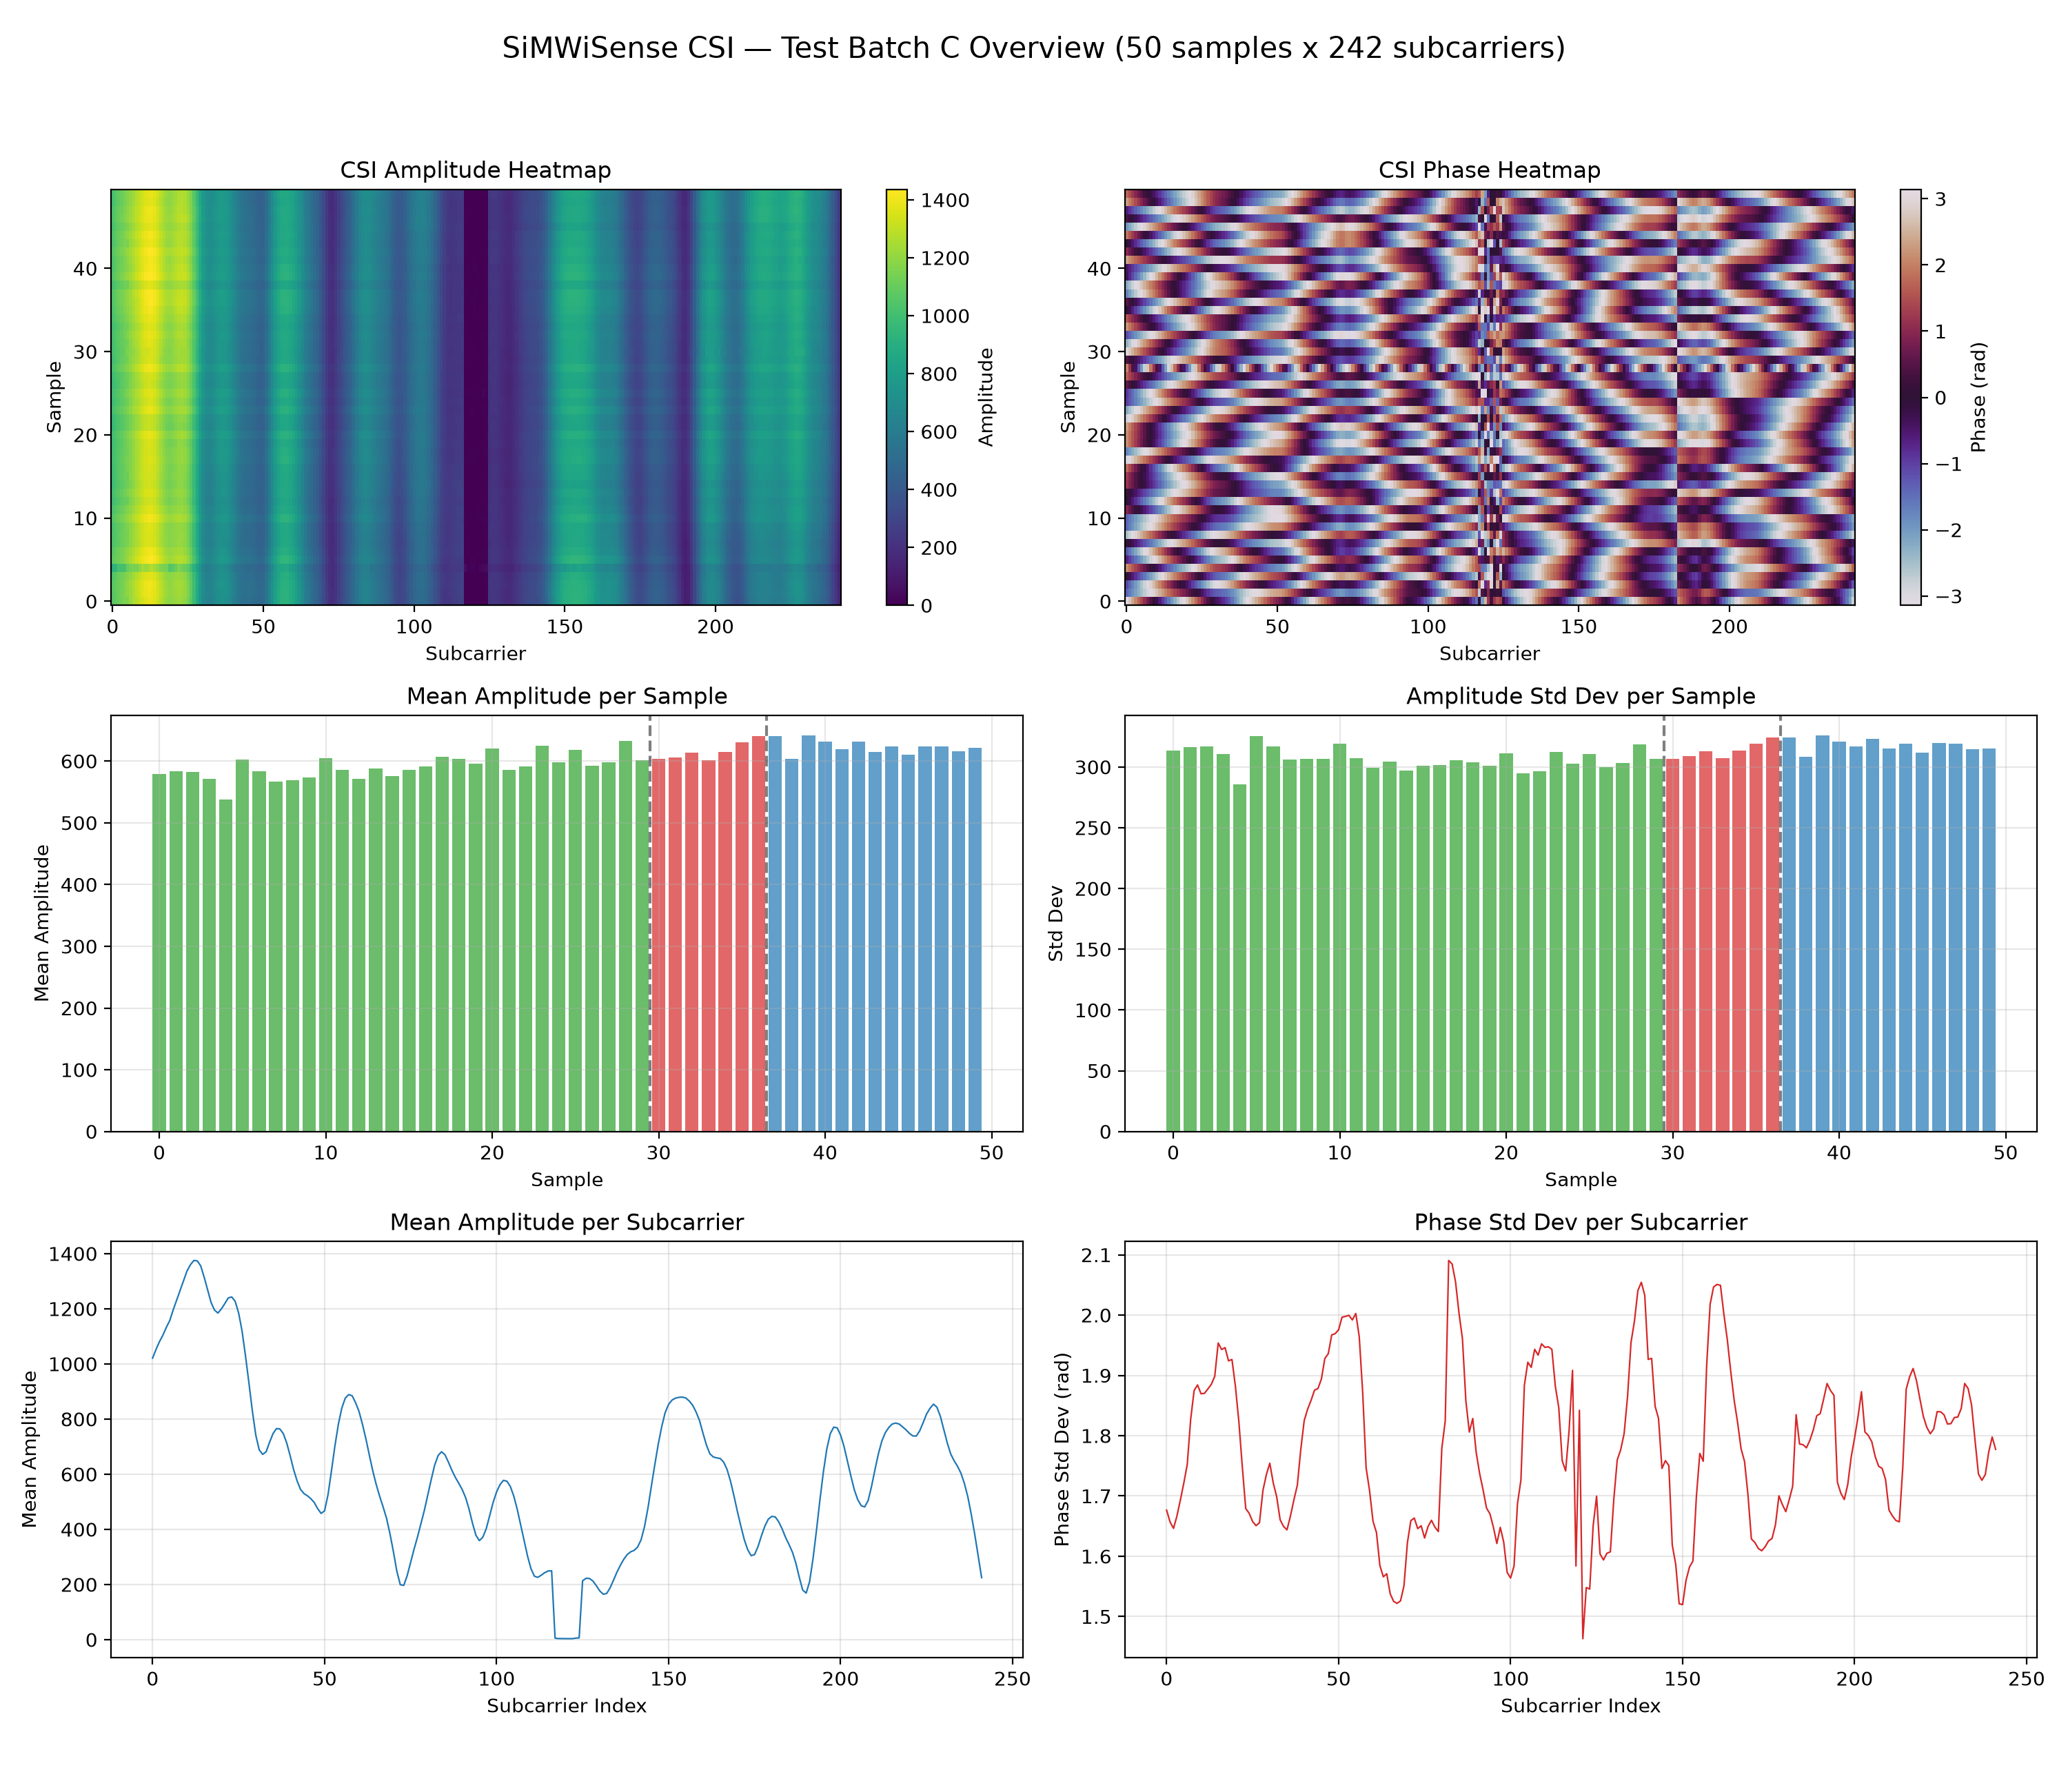 SiMWiSense CSI — Test Batch C Overview (50 samples x 242 subcarriers)
CSI Amplitude Heatmap
40
30
20
10
0
Sample
0 50 100 150 200
Subcarrier
1400
1200
1000
800
600
400
200
0
Amplitude
CSI Phase Heatmap
40
30
20
10
0
Sample
0 50 100 150 200
Subcarrier
3
2
1
0
−1
−2
−3
Phase (rad)
Mean Amplitude per Sample
600
500
400
300
200
100
0
Mean Amplitude
0 10 20 30 40 50
Sample
Amplitude Std Dev per Sample
300
250
200
150
100
50
0
Std Dev
0 10 20 30 40 50
Sample
Mean Amplitude per Subcarrier
1400
1200
1000
800
600
400
200
0
Mean Amplitude
0 50 100 150 200 250
Subcarrier Index
Phase Std Dev per Subcarrier
2.1
2.0
1.9
1.8
1.7
1.6
1.5
Phase Std Dev (rad)
0 50 100 150 200 250
Subcarrier Index